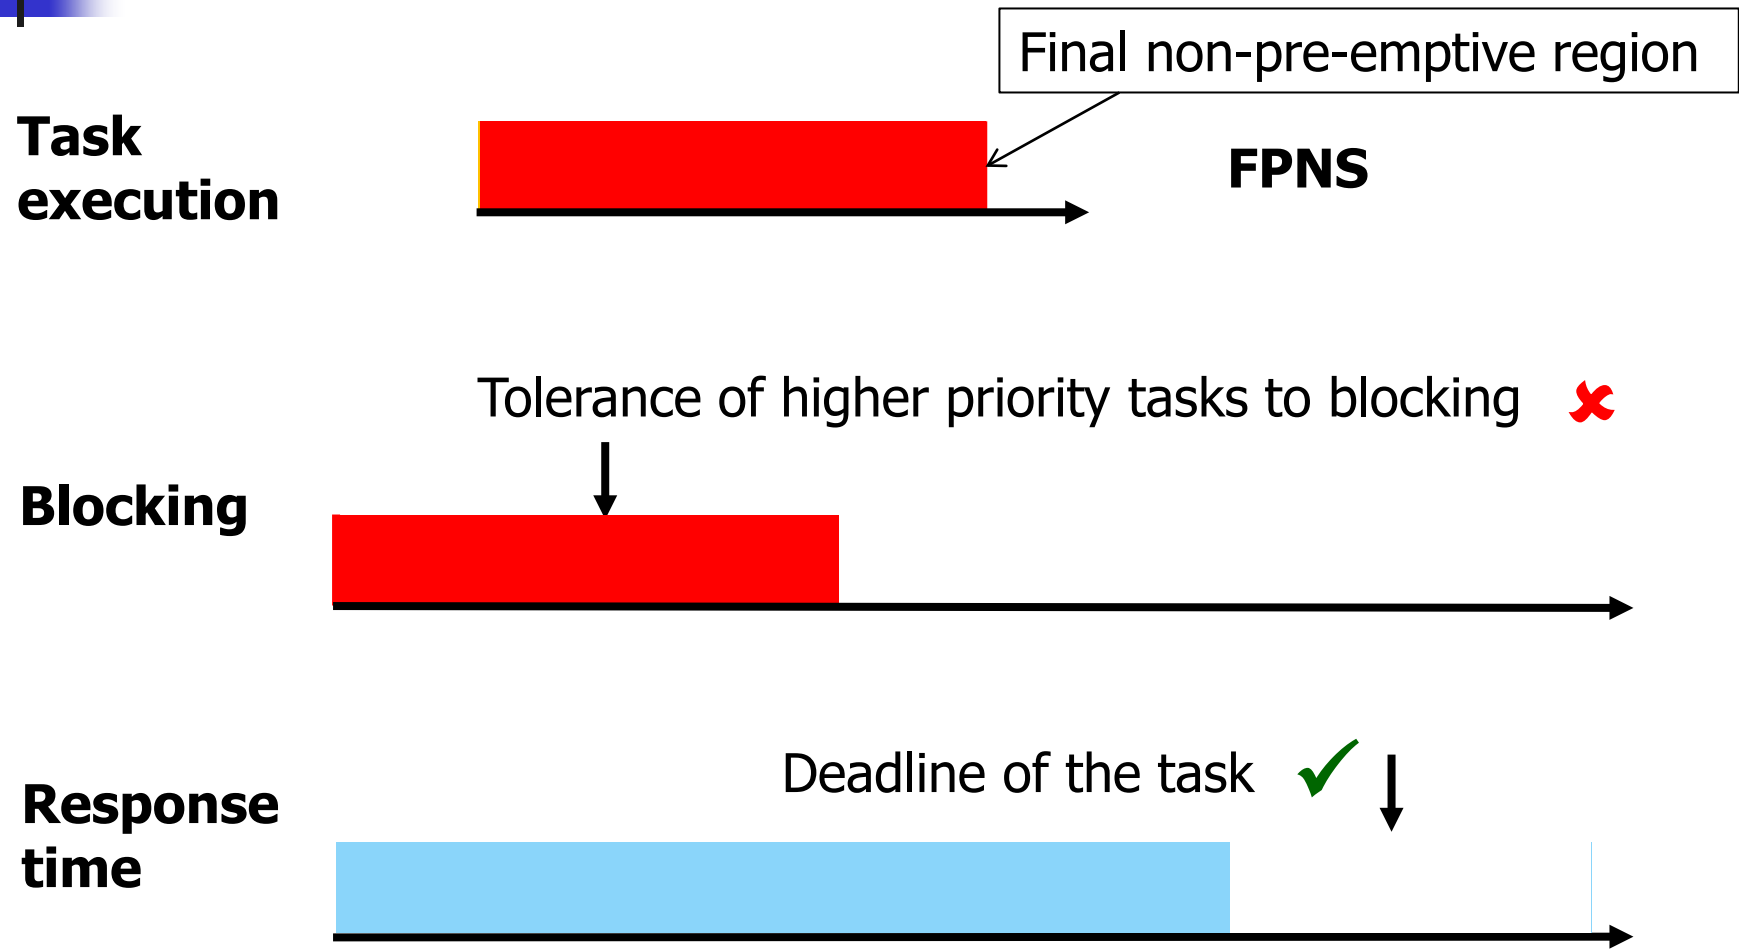 Final non-pre-emptive region
Task
execution
FPNS
Tolerance of higher priority tasks to blocking ✘
Blocking
Deadline of the task ✓
Response
time